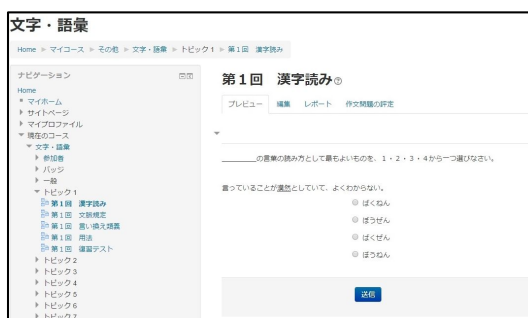 文字・語彙
Home ▶ マイコース ▶ その他 ▶ 文字・語彙 ▶ トピック1 ▶ 第1回 漢字読み
ナビゲーション
Home
マイホーム
サイトページ
マイプロファイル
現在のコース
文字・語彙
参加者
バッジ
一般
トピック1
第1回 漢字読み
第1回 文脈規定
第1回 言い換え類義
第1回 用法
第1回 復習テスト
トピック2
トピック3
トピック4
トピック5
トピック6
トピック7
第1回 漢字読み
プレビュー 編集 レポート 作文問題の評定
________の言葉の読み方として最もよいものを、1・2・3・4から一つ選びなさい。
言っていることが漠然としていて、よくわからない。
ばくねん
ぼうぜん
ばくぜん
ぼうねん
送信